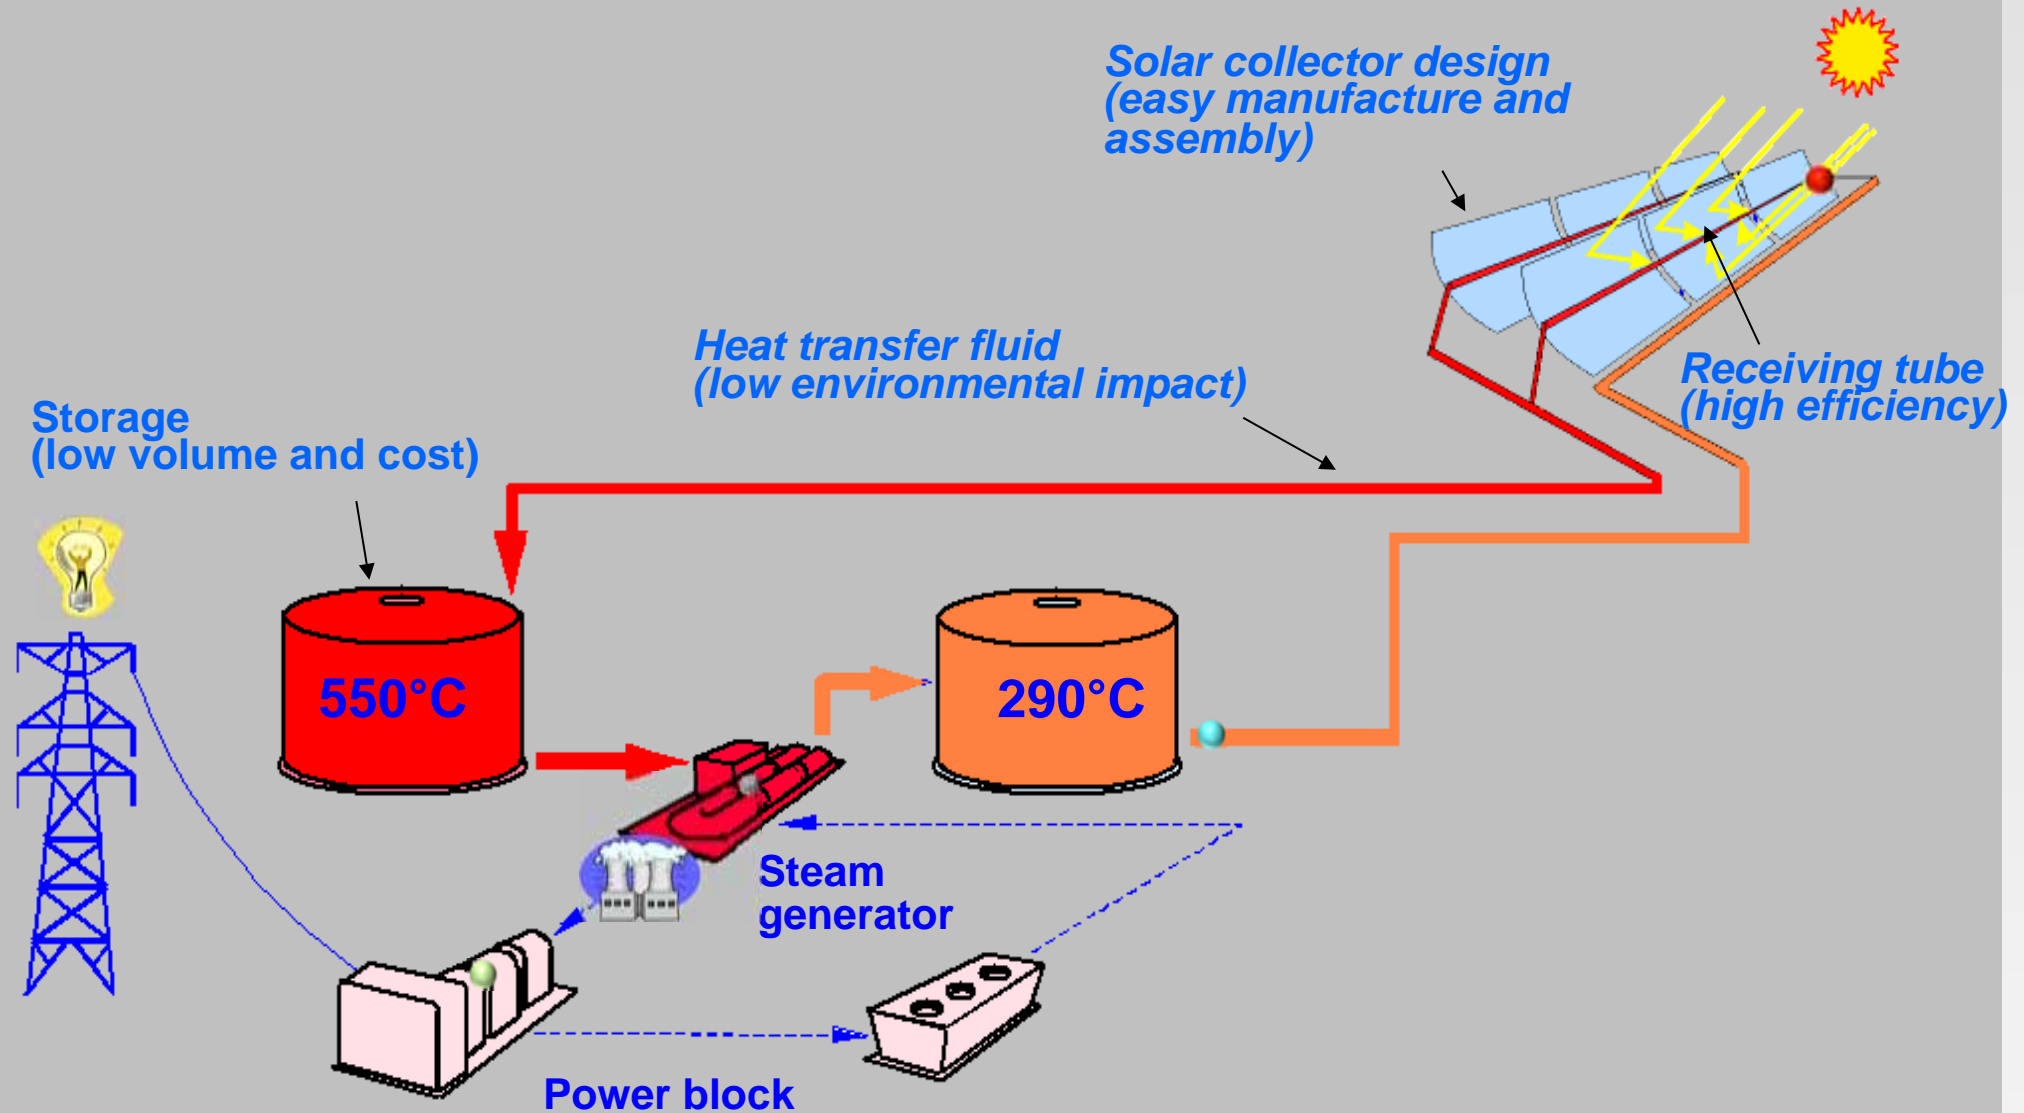 Solar collector design
(easy manufacture and
assembly)
Heat transfer fluid
(low environmental impact)
Receiving tube
(high efficiency)
Storage
(low volume and cost)
550°C
290°C
Steam
generator
Power block